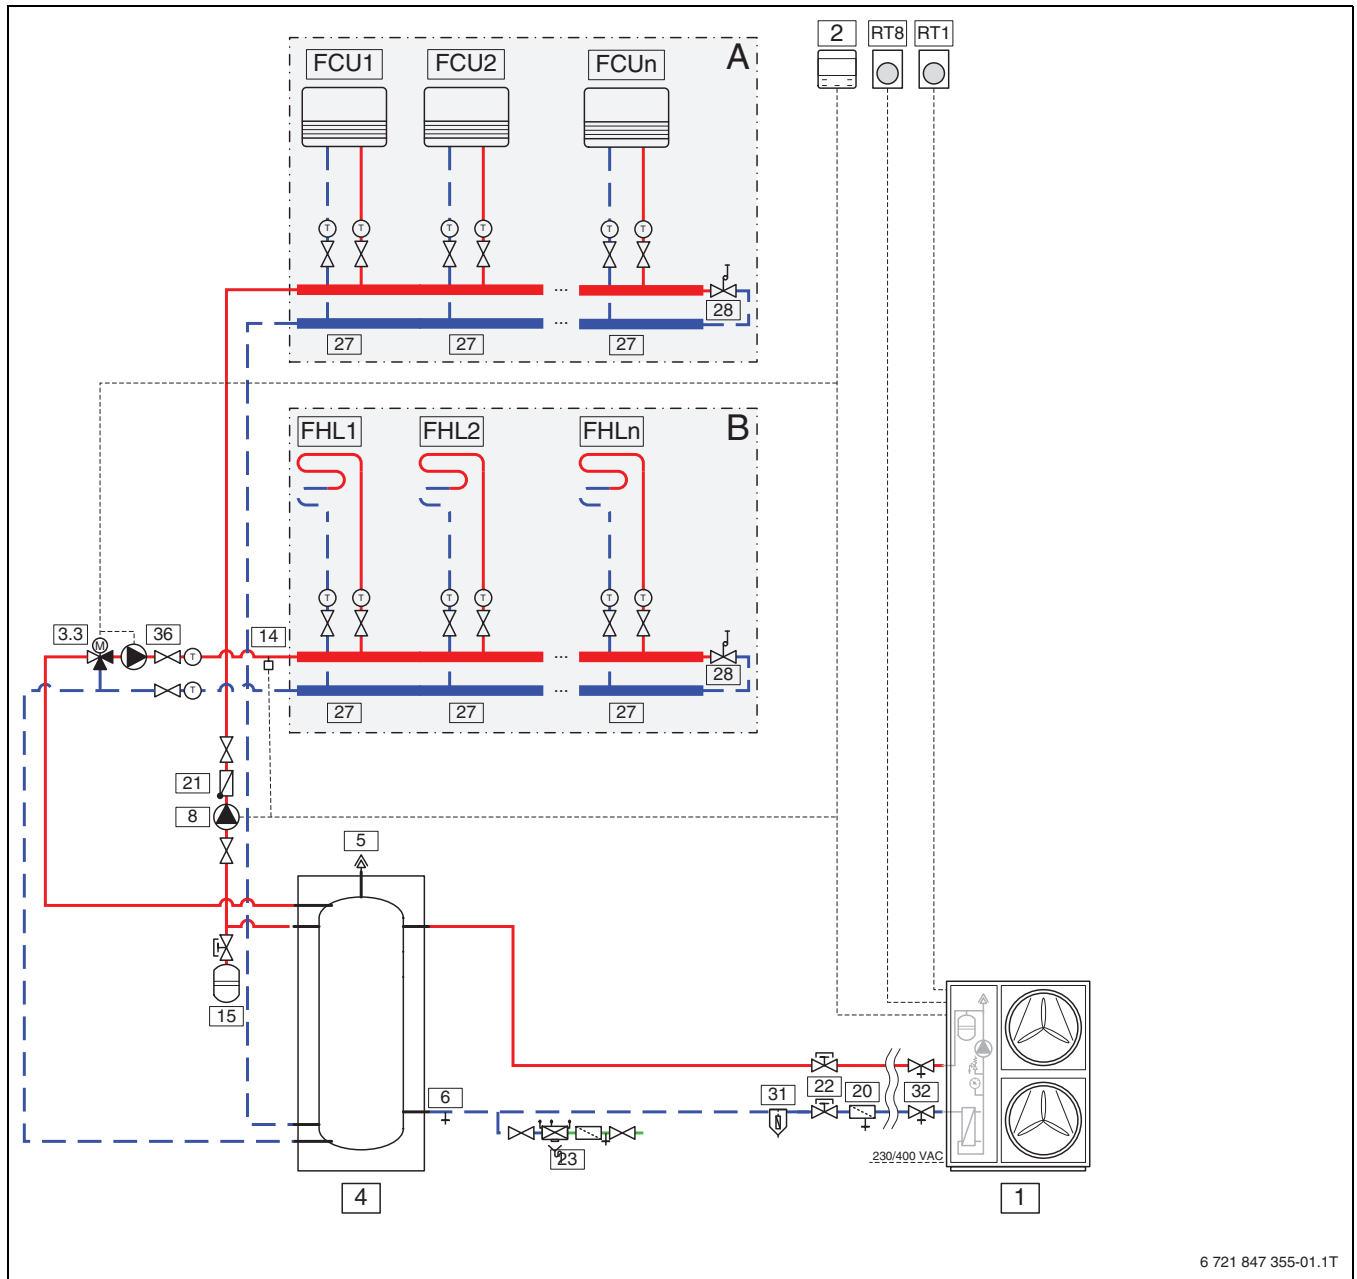 2 RT8 RT1
FCU1 FCU2 FCUn A
T T T T T T
... 28
...
27 27 27
FHL1 FHL2 FHLn B
T T T T T T
3.3 M 36 T 14
... 28
T ...
27 27 27
21
8
5
15
6
31 22 20 32
23
230/400 VAC
4 1
6 721 847 355-01.1T